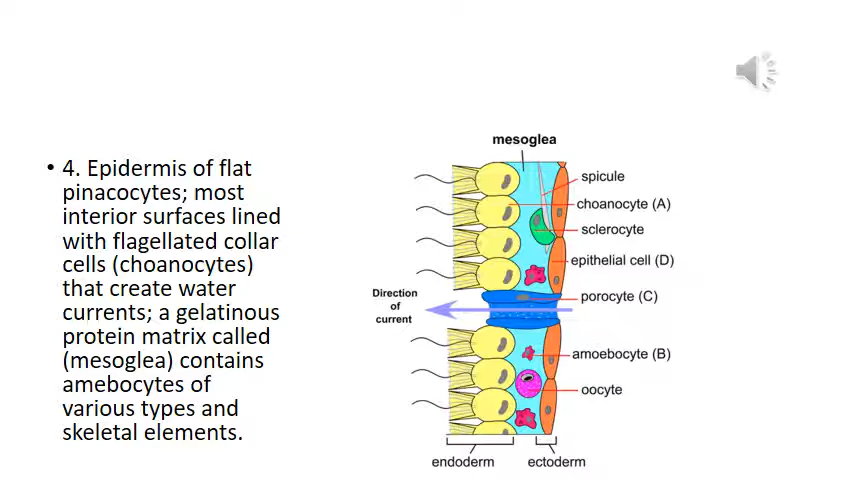 • 4. Epidermis of flat
pinacocytes; most
interior surfaces lined
with flagellated collar
cells (choanocytes)
that create water
currents; a gelatinous
protein matrix called
(mesoglea) contains
amebocytes of
various types and
skeletal elements.
mesoglea
spicule
choanocyte (A)
sclerocyte
epithelial cell (D)
porocyte (C)
Direction
of
current
amoebocyte (B)
oocyte
endoderm
ectoderm